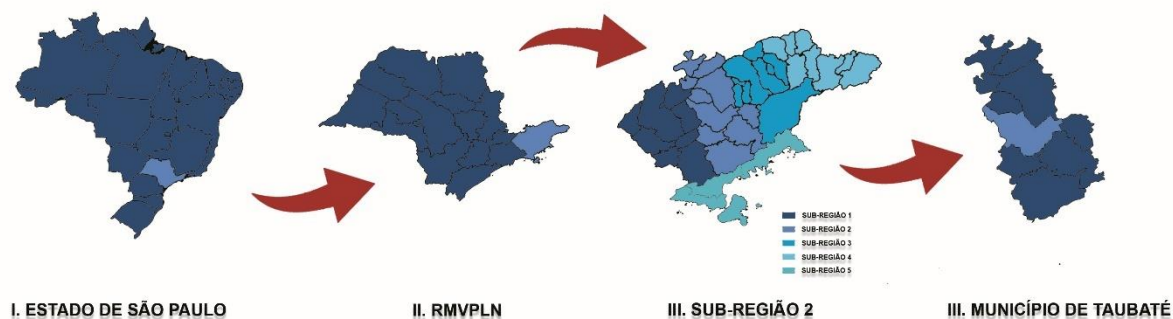 SUB-REGIÃO 1
SUB-REGIÃO 2
SUB-REGIÃO 3
SUB-REGIÃO 4
SUB-REGIÃO 5
I. ESTADO DE SÃO PAULO
II. RMVPLN
III. SUB-REGIÃO 2
III. MUNICÍPIO DE TAUBATÉ